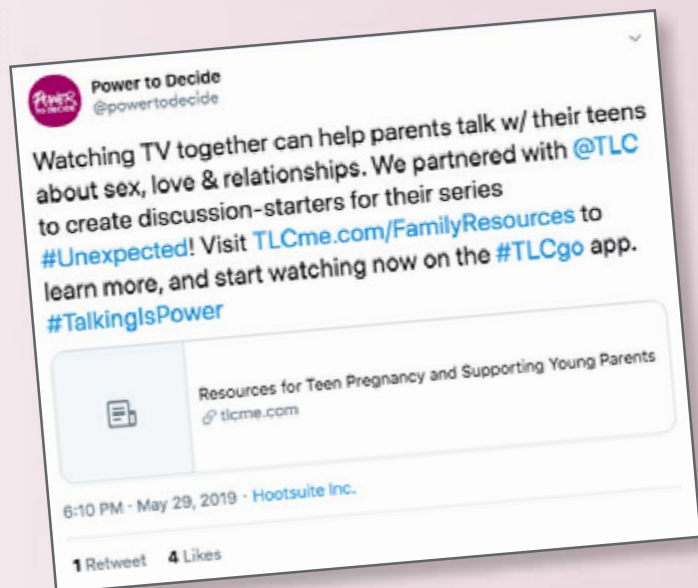 POWER
TO DECIDE
Power to Decide
@powertodecide
Watching TV together can help parents talk w/ their teens
about sex, love & relationships. We partnered with @TLC
to create discussion-starters for their series
#Unexpected! Visit TLCme.com/FamilyResources to
learn more, and start watching now on the #TLCgo app.
#TalkingIsPower
Resources for Teen Pregnancy and Supporting Young Parents
tlcme.com
6:10 PM · May 29, 2019 · Hootsuite Inc.
1 Retweet 4 Likes